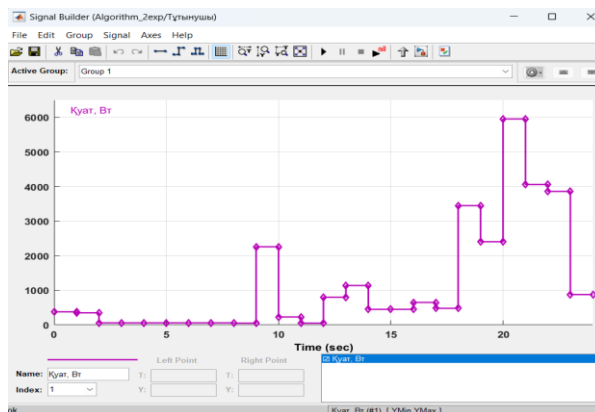 Signal Builder (Algorithm_2exp/Тұтынушы)
File Edit Group Signal Axes Help
Active Group: Group 1
Қуат, Вт
6000
5000
4000
3000
2000
1000
0
0 5 10 15 20
Time (sec)
Left Point Right Point
Қуат, Вт
Name: Қуат, Вт T: T:
Index: 1 Y: Y:
Қуат, Вт (#1) [ YMin YMax ]